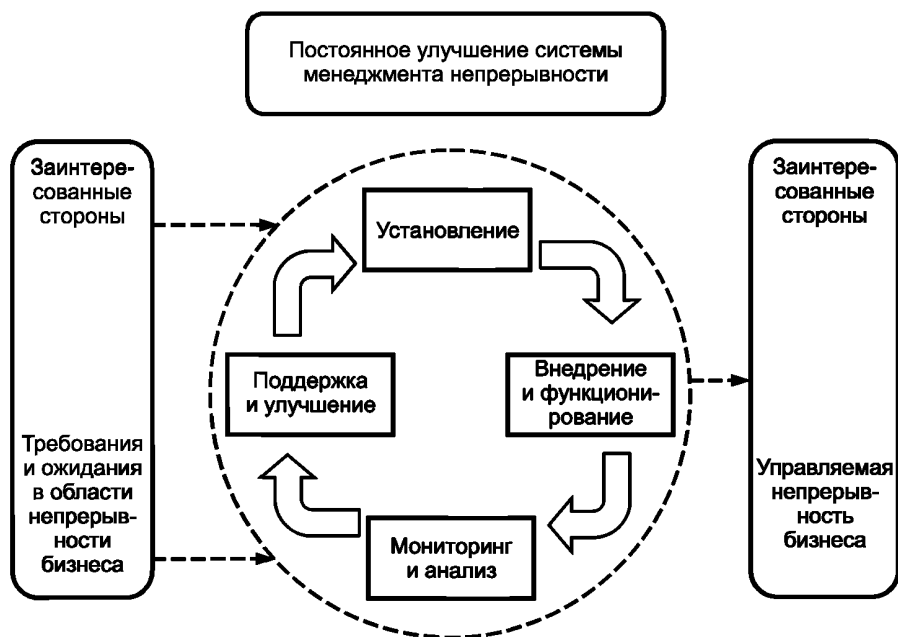 Постоянное улучшение системы
менеджмента непрерывности
Заинтере-
сованные
стороны
Требования
и ожидания
в области
непрерыв-
ности
бизнеса
Установление
Внедрение
и функциони-
рование
Мониторинг
и анализ
Поддержка
и улучшение
Заинтере-
сованные
стороны
Управляемая
непрерыв-
ность
бизнеса